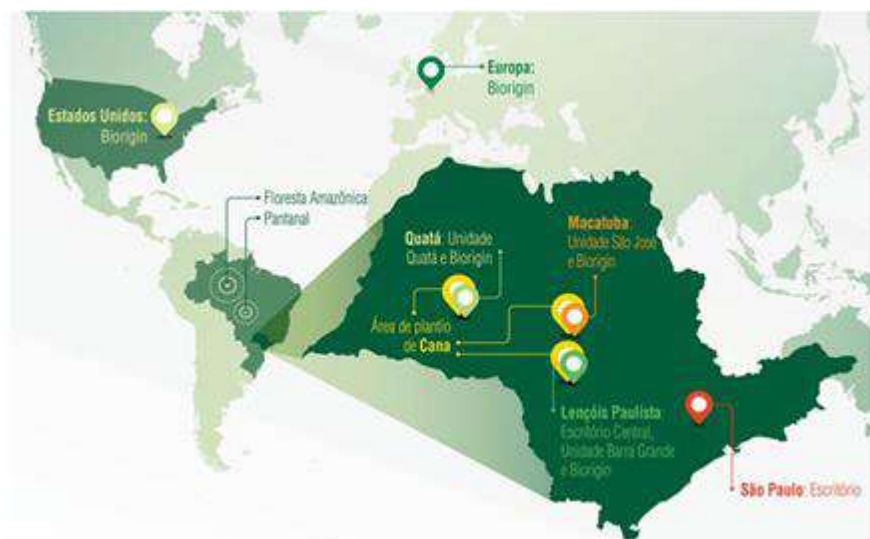 Europa:
Biorigin
Estados Unidos:
Biorigin
Floresta Amazônica
Pantanal
Quatá: Unidade
Quatá e Biorigin
Macatuba:
Unidade São José
e Biorigin
Área de plantio
de Cana
Lençóis Paulista:
Escritório Central,
Unidade Barra Grande
e Biorigin
São Paulo: Escritório